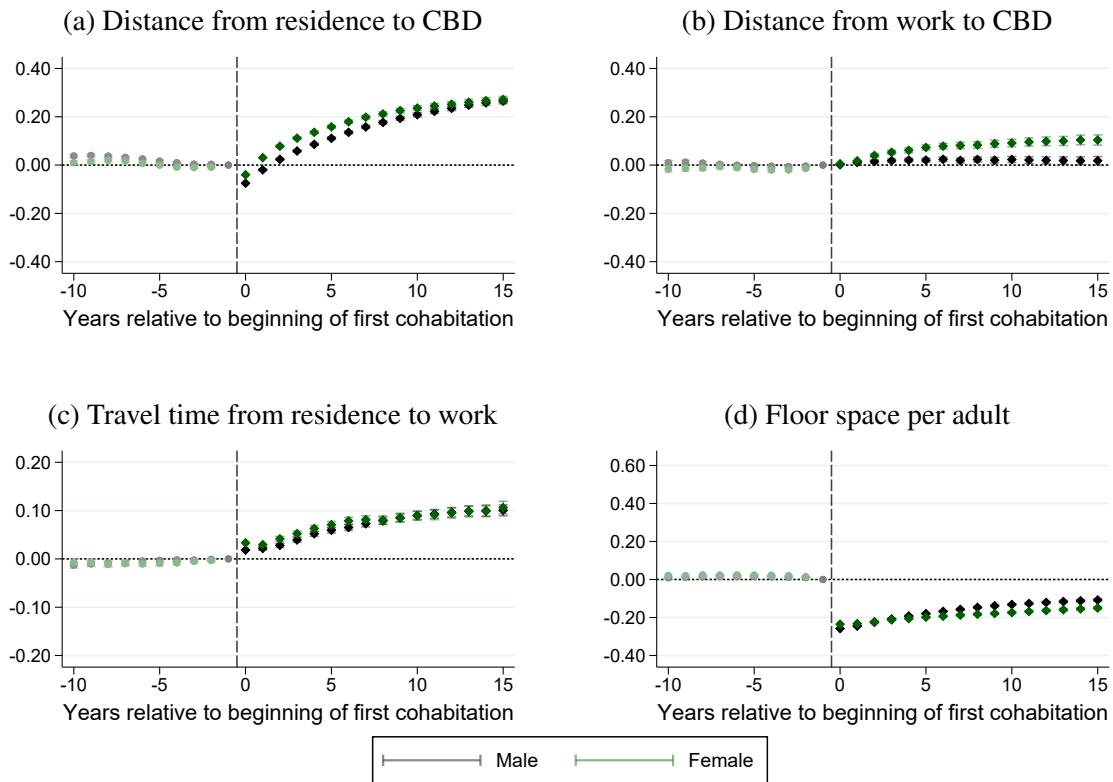 (a) Distance from residence to CBD
0.40
0.20
0.00
-0.20
-0.40
-10 -5 0 5 10 15
Years relative to beginning of first cohabitation
(b) Distance from work to CBD
0.40
0.20
0.00
-0.20
-0.40
-10 -5 0 5 10 15
Years relative to beginning of first cohabitation
(c) Travel time from residence to work
0.20
0.10
0.00
-0.10
-0.20
-10 -5 0 5 10 15
Years relative to beginning of first cohabitation
(d) Floor space per adult
0.60
0.40
0.20
0.00
-0.20
-0.40
-10 -5 0 5 10 15
Years relative to beginning of first cohabitation
Male Female